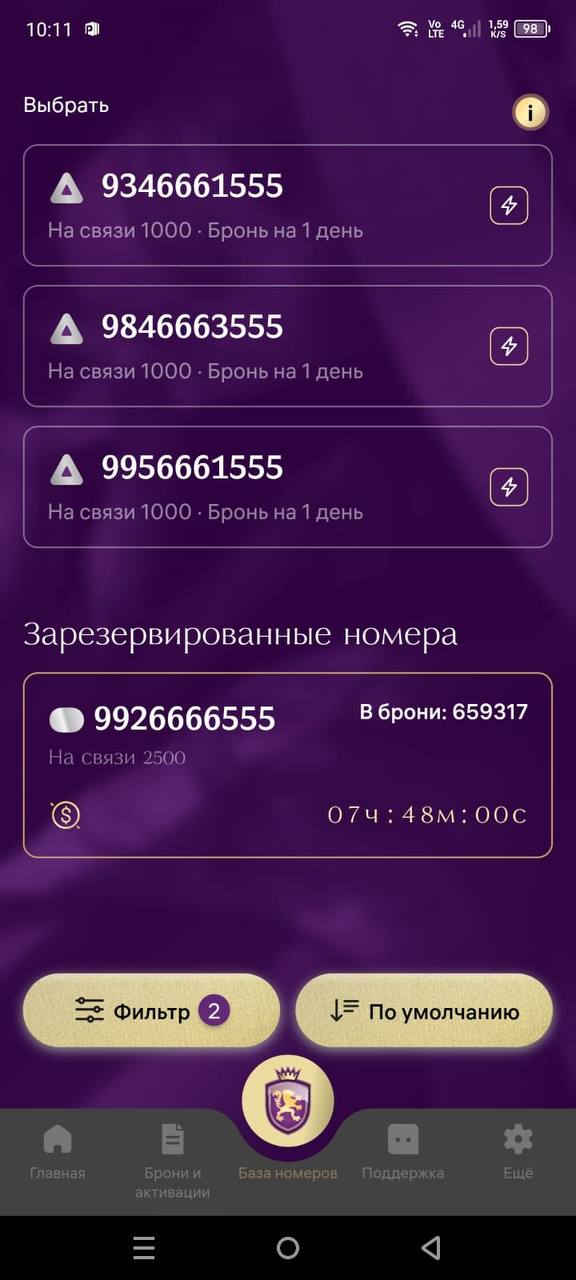 10:11
Vo LTE 4G 1,59 K/S 98
Выбрать
i
9346661555
На связи 1000 · Бронь на 1 день
9846663555
На связи 1000 · Бронь на 1 день
9956661555
На связи 1000 · Бронь на 1 день
Зарезервированные номера
9926666555 В брони: 659317
На связи 2500
$ 07ч : 48м : 00с
Фильтр 2 По умолчанию
Главная Брони и активации База номеров Поддержка Ещё